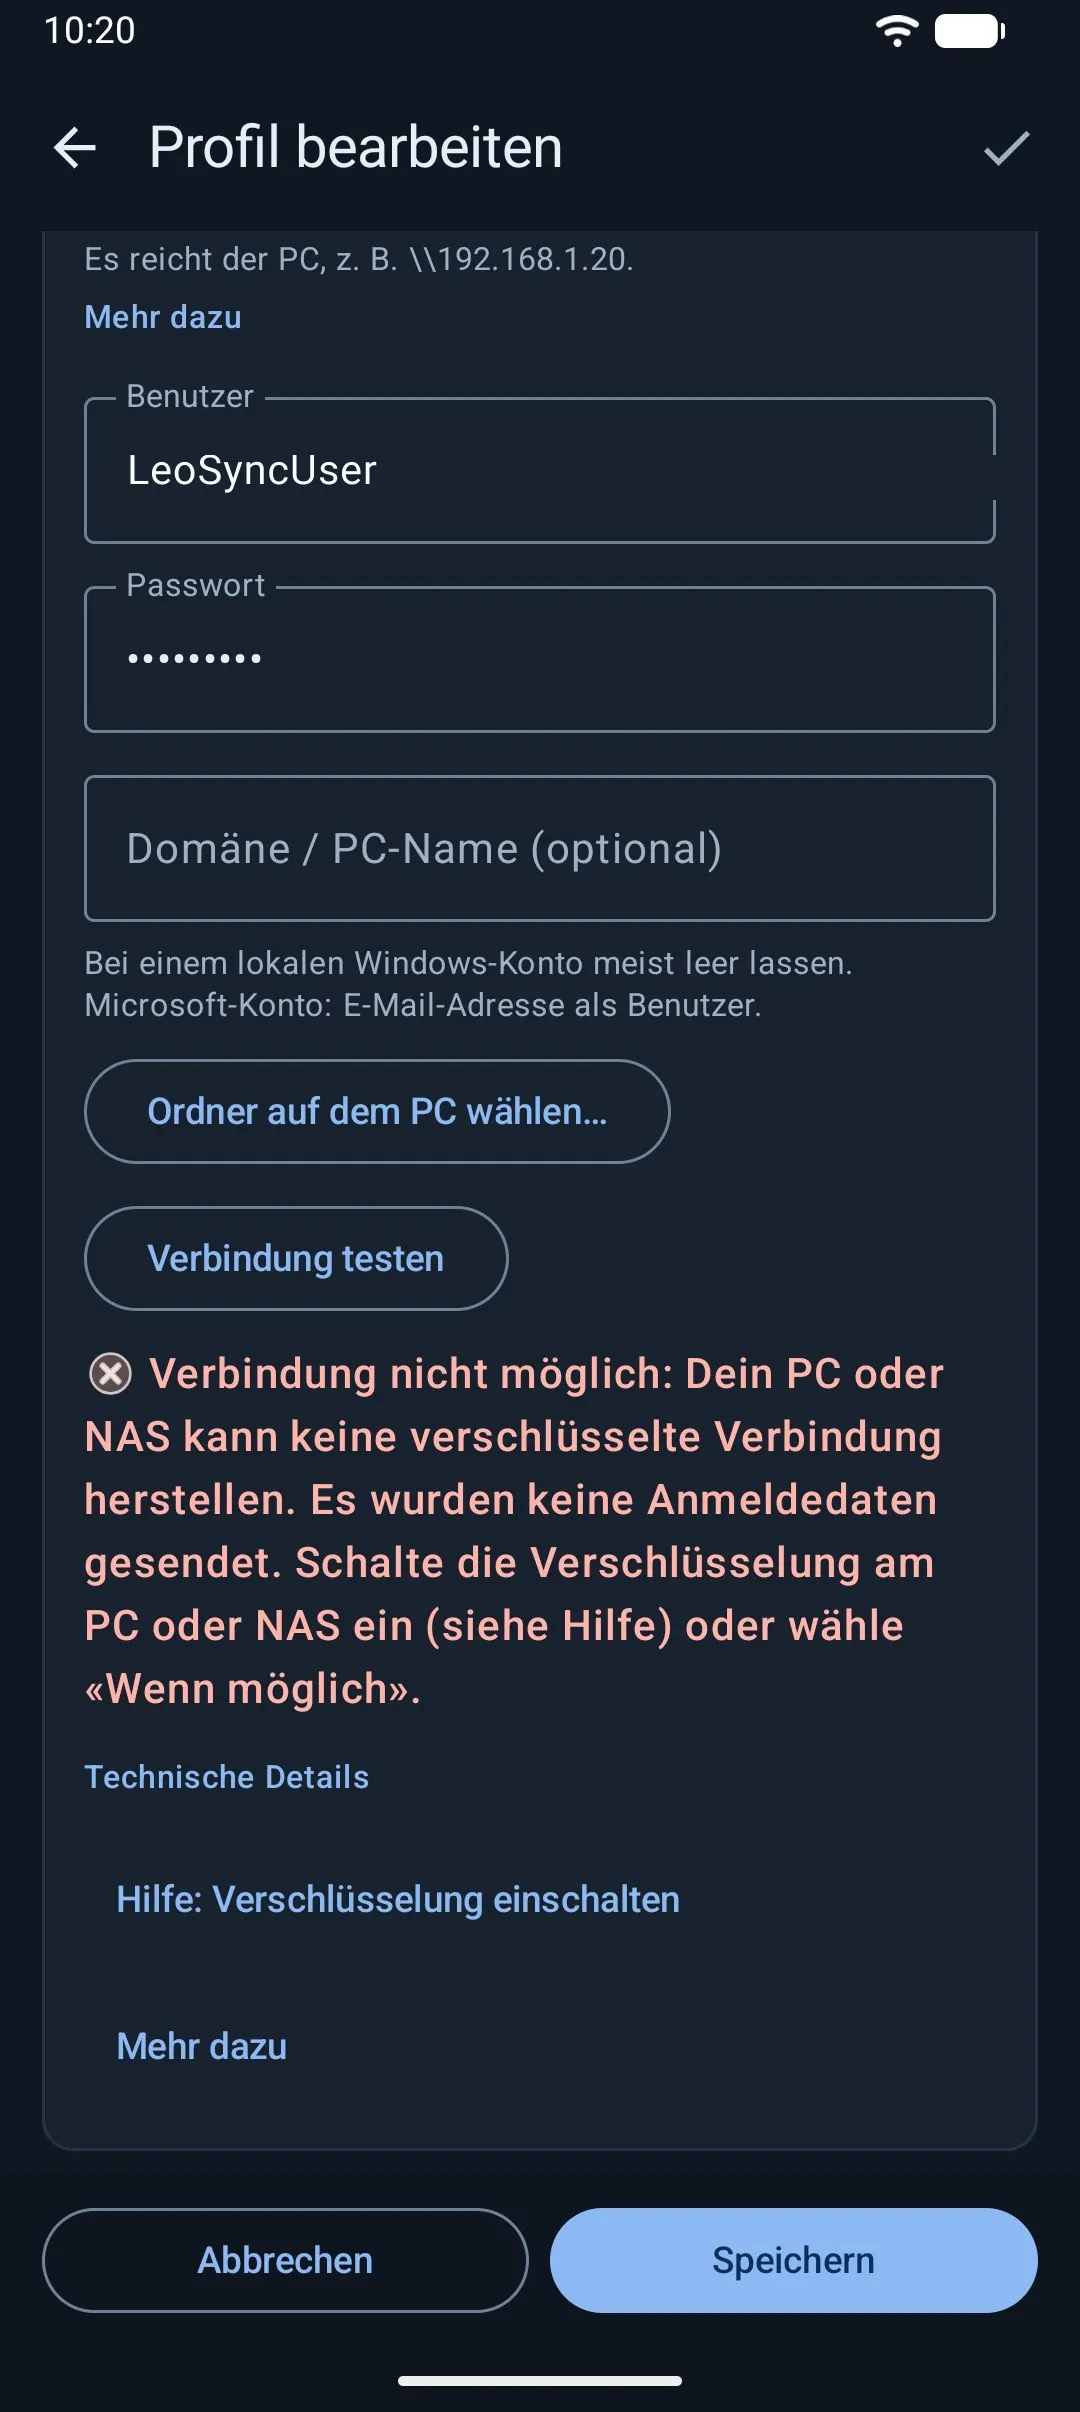 10:20
Profil bearbeiten
Es reicht der PC, z. B. \\192.168.1.20.
Mehr dazu
Benutzer
LeoSyncUser
Passwort
•••••••••
Domäne / PC-Name (optional)
Bei einem lokalen Windows-Konto meist leer lassen.
Microsoft-Konto: E-Mail-Adresse als Benutzer.
Ordner auf dem PC wählen…
Verbindung testen
Verbindung nicht möglich: Dein PC oder
NAS kann keine verschlüsselte Verbindung
herstellen. Es wurden keine Anmeldedaten
gesendet. Schalte die Verschlüsselung am
PC oder NAS ein (siehe Hilfe) oder wähle
«Wenn möglich».
Technische Details
Hilfe: Verschlüsselung einschalten
Mehr dazu
Abbrechen
Speichern